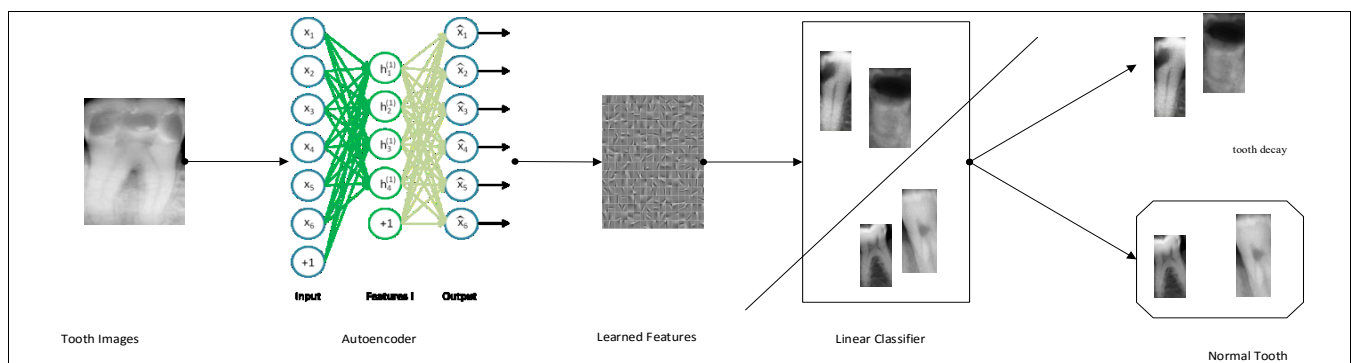 x1
x2
x3
x4
x5
x6
+1
h1(1)
h2(1)
h3(1)
h4(1)
+1
x̂1
x̂2
x̂3
x̂4
x̂5
x̂6
Input
Features I
Output
tooth decay
Tooth Images
Autoencoder
Learned Features
Linear Classifier
Normal Tooth